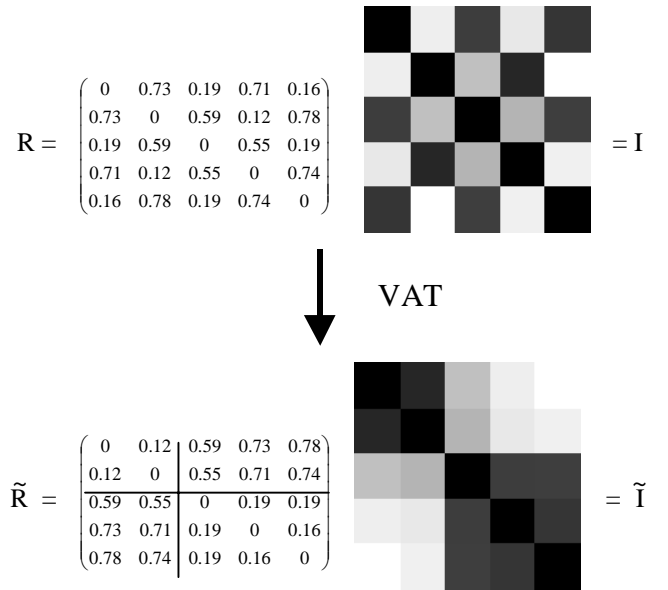 0 0.73 0.19 0.71 0.16
0.73 0 0.59 0.12 0.78
R = 0.19 0.59 0 0.55 0.19 = I
0.71 0.12 0.55 0 0.74
0.16 0.78 0.19 0.74 0
VAT
0 0.12 0.59 0.73 0.78
0.12 0 0.55 0.71 0.74
R̃ = 0.59 0.55 0 0.19 0.19 = Ĩ
0.73 0.71 0.19 0 0.16
0.78 0.74 0.19 0.16 0